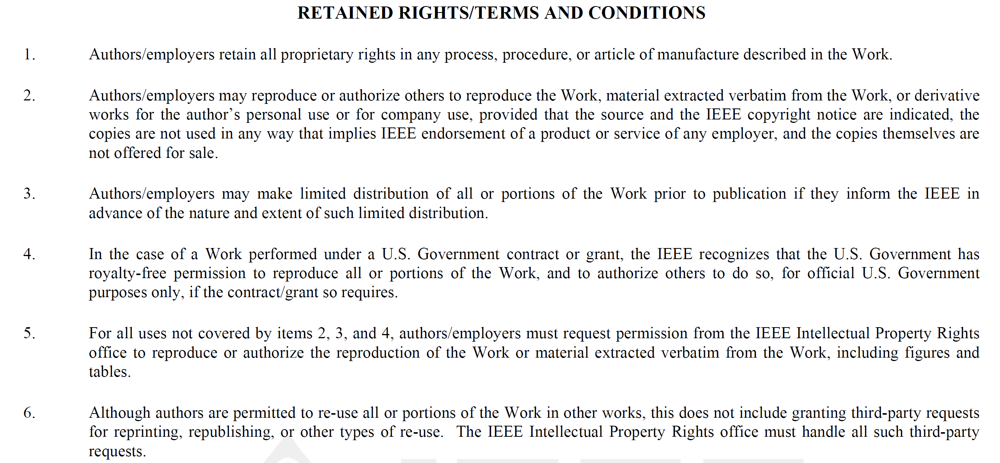 RETAINED RIGHTS/TERMS AND CONDITIONS
1. Authors/employers retain all proprietary rights in any process, procedure, or article of manufacture described in the Work.
2. Authors/employers may reproduce or authorize others to reproduce the Work, material extracted verbatim from the Work, or derivative
works for the author’s personal use or for company use, provided that the source and the IEEE copyright notice are indicated, the
copies are not used in any way that implies IEEE endorsement of a product or service of any employer, and the copies themselves are
not offered for sale.
3. Authors/employers may make limited distribution of all or portions of the Work prior to publication if they inform the IEEE in
advance of the nature and extent of such limited distribution.
4. In the case of a Work performed under a U.S. Government contract or grant, the IEEE recognizes that the U.S. Government has
royalty-free permission to reproduce all or portions of the Work, and to authorize others to do so, for official U.S. Government
purposes only, if the contract/grant so requires.
5. For all uses not covered by items 2, 3, and 4, authors/employers must request permission from the IEEE Intellectual Property Rights
office to reproduce or authorize the reproduction of the Work or material extracted verbatim from the Work, including figures and
tables.
6. Although authors are permitted to re-use all or portions of the Work in other works, this does not include granting third-party requests
for reprinting, republishing, or other types of re-use. The IEEE Intellectual Property Rights office must handle all such third-party
requests.